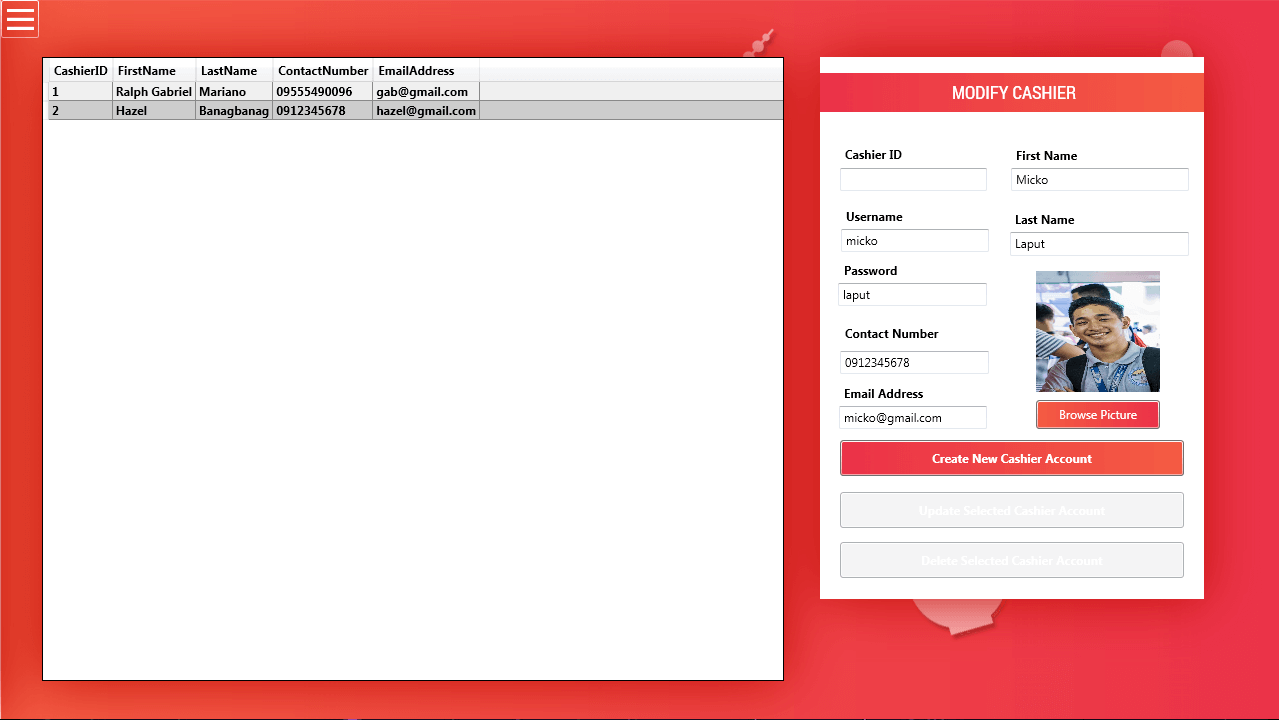 CashierID FirstName LastName ContactNumber EmailAddress
1 Ralph Gabriel Mariano 09555490096 gab@gmail.com
2 Hazel Banagbanag 0912345678 hazel@gmail.com
MODIFY CASHIER
Cashier ID
First Name
Micko
Username
micko
Last Name
Laput
Password
laput
Contact Number
0912345678
Email Address
micko@gmail.com
Browse Picture
Create New Cashier Account
Update Selected Cashier Account
Delete Selected Cashier Account